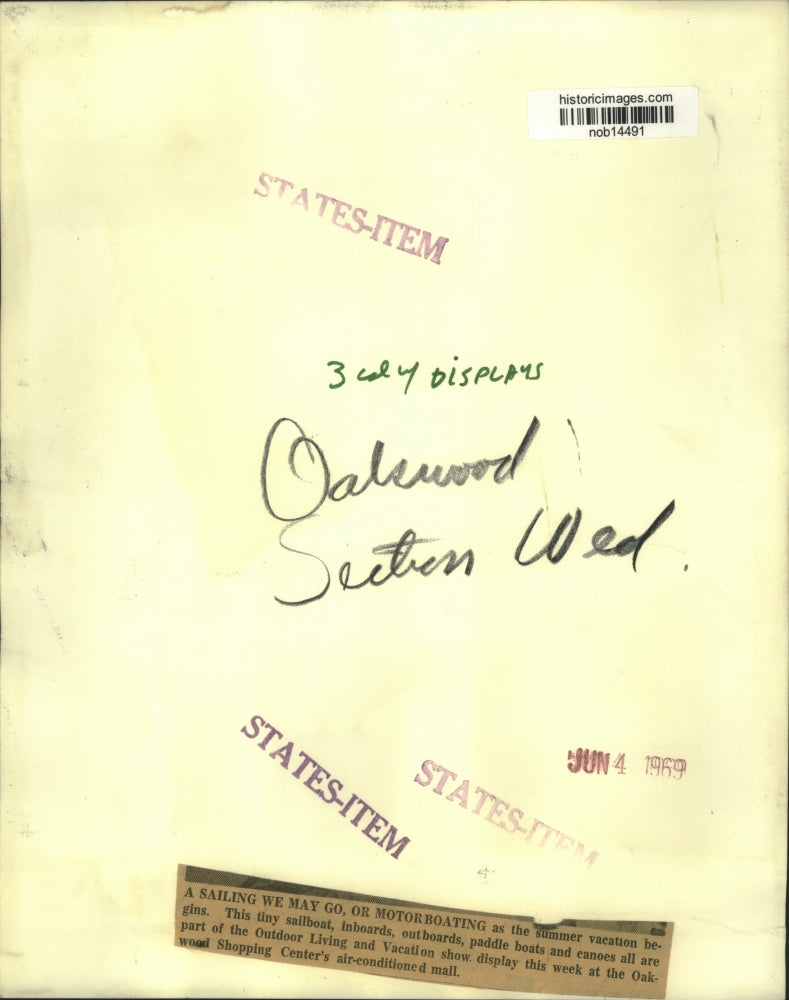 historicimages.com
nob14491
STATES-ITEM
3 col 4 DISPLAYS
Oakwood
Section Wed.
JUN 4 1969
STATES-ITEM
STATES-ITEM
A SAILING WE MAY GO, OR MOTORBOATING as the summer vacation be-
gins. This tiny sailboat, inboards, outboards, paddle boats and canoes all are
part of the Outdoor Living and Vacation show display this week at the Oak-
wood Shopping Center's air-conditioned mall.